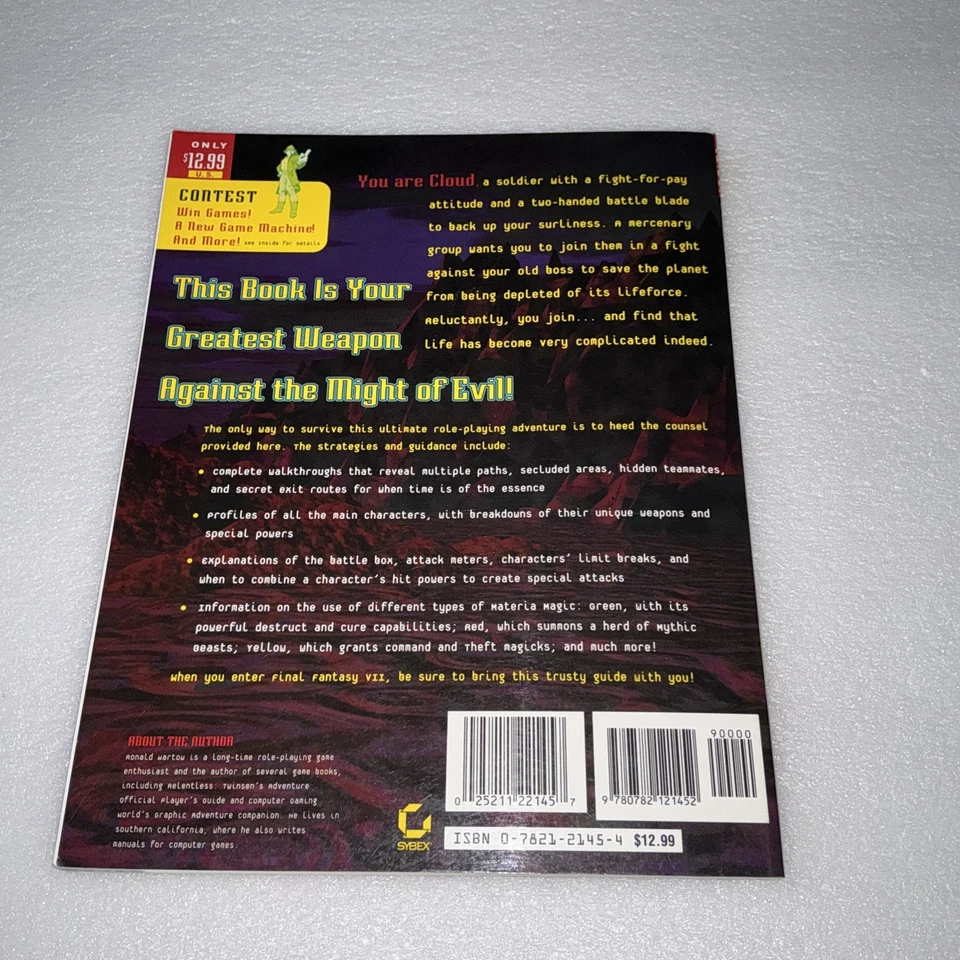 ONLY
$12.99
U.S.
CONTEST
Win Games!
A New Game Machine!
And More! see inside for details
You are Cloud, a soldier with a fight-for-pay
attitude and a two-handed battle blade
to back up your surliness. A mercenary
group wants you to join them in a fight
against your old boss to save the planet
from being depleted of its lifeforce.
Reluctantly, you join... and find that
life has become very complicated indeed.
This Book Is Your
Greatest Weapon
Against the Might of Evil!
The only way to survive this ultimate role-playing adventure is to heed the counsel
provided here. The strategies and guidance include:
• complete walkthroughs that reveal multiple paths, secluded areas, hidden teammates,
and secret exit routes for when time is of the essence
• Profiles of all the main characters, with breakdowns of their unique weapons and
special powers
• Explanations of the battle box, attack meters, characters' limit breaks, and
when to combine a character's hit powers to create special attacks
• Information on the use of different types of Materia Magic: Green, with its
powerful destruct and cure capabilities; Red, which summons a herd of Mythic
Beasts; Yellow, which grants Command and Theft magicks; and much more!
When you enter Final Fantasy VII, be sure to bring this trusty guide with you!
ABOUT THE AUTHOR
Ronald Wartow is a long-time role-playing game
enthusiast and the author of several game books,
including Relentless: Twinsen's Adventure
Official Player's Guide and Computer Gaming
World's Graphic Adventure Companion. He lives in
southern California, where he also writes
manuals for computer games.
SYBEX
0 25211 22145 7
90000
9 780782 121452
ISBN 0-7821-2145-4 $12.99